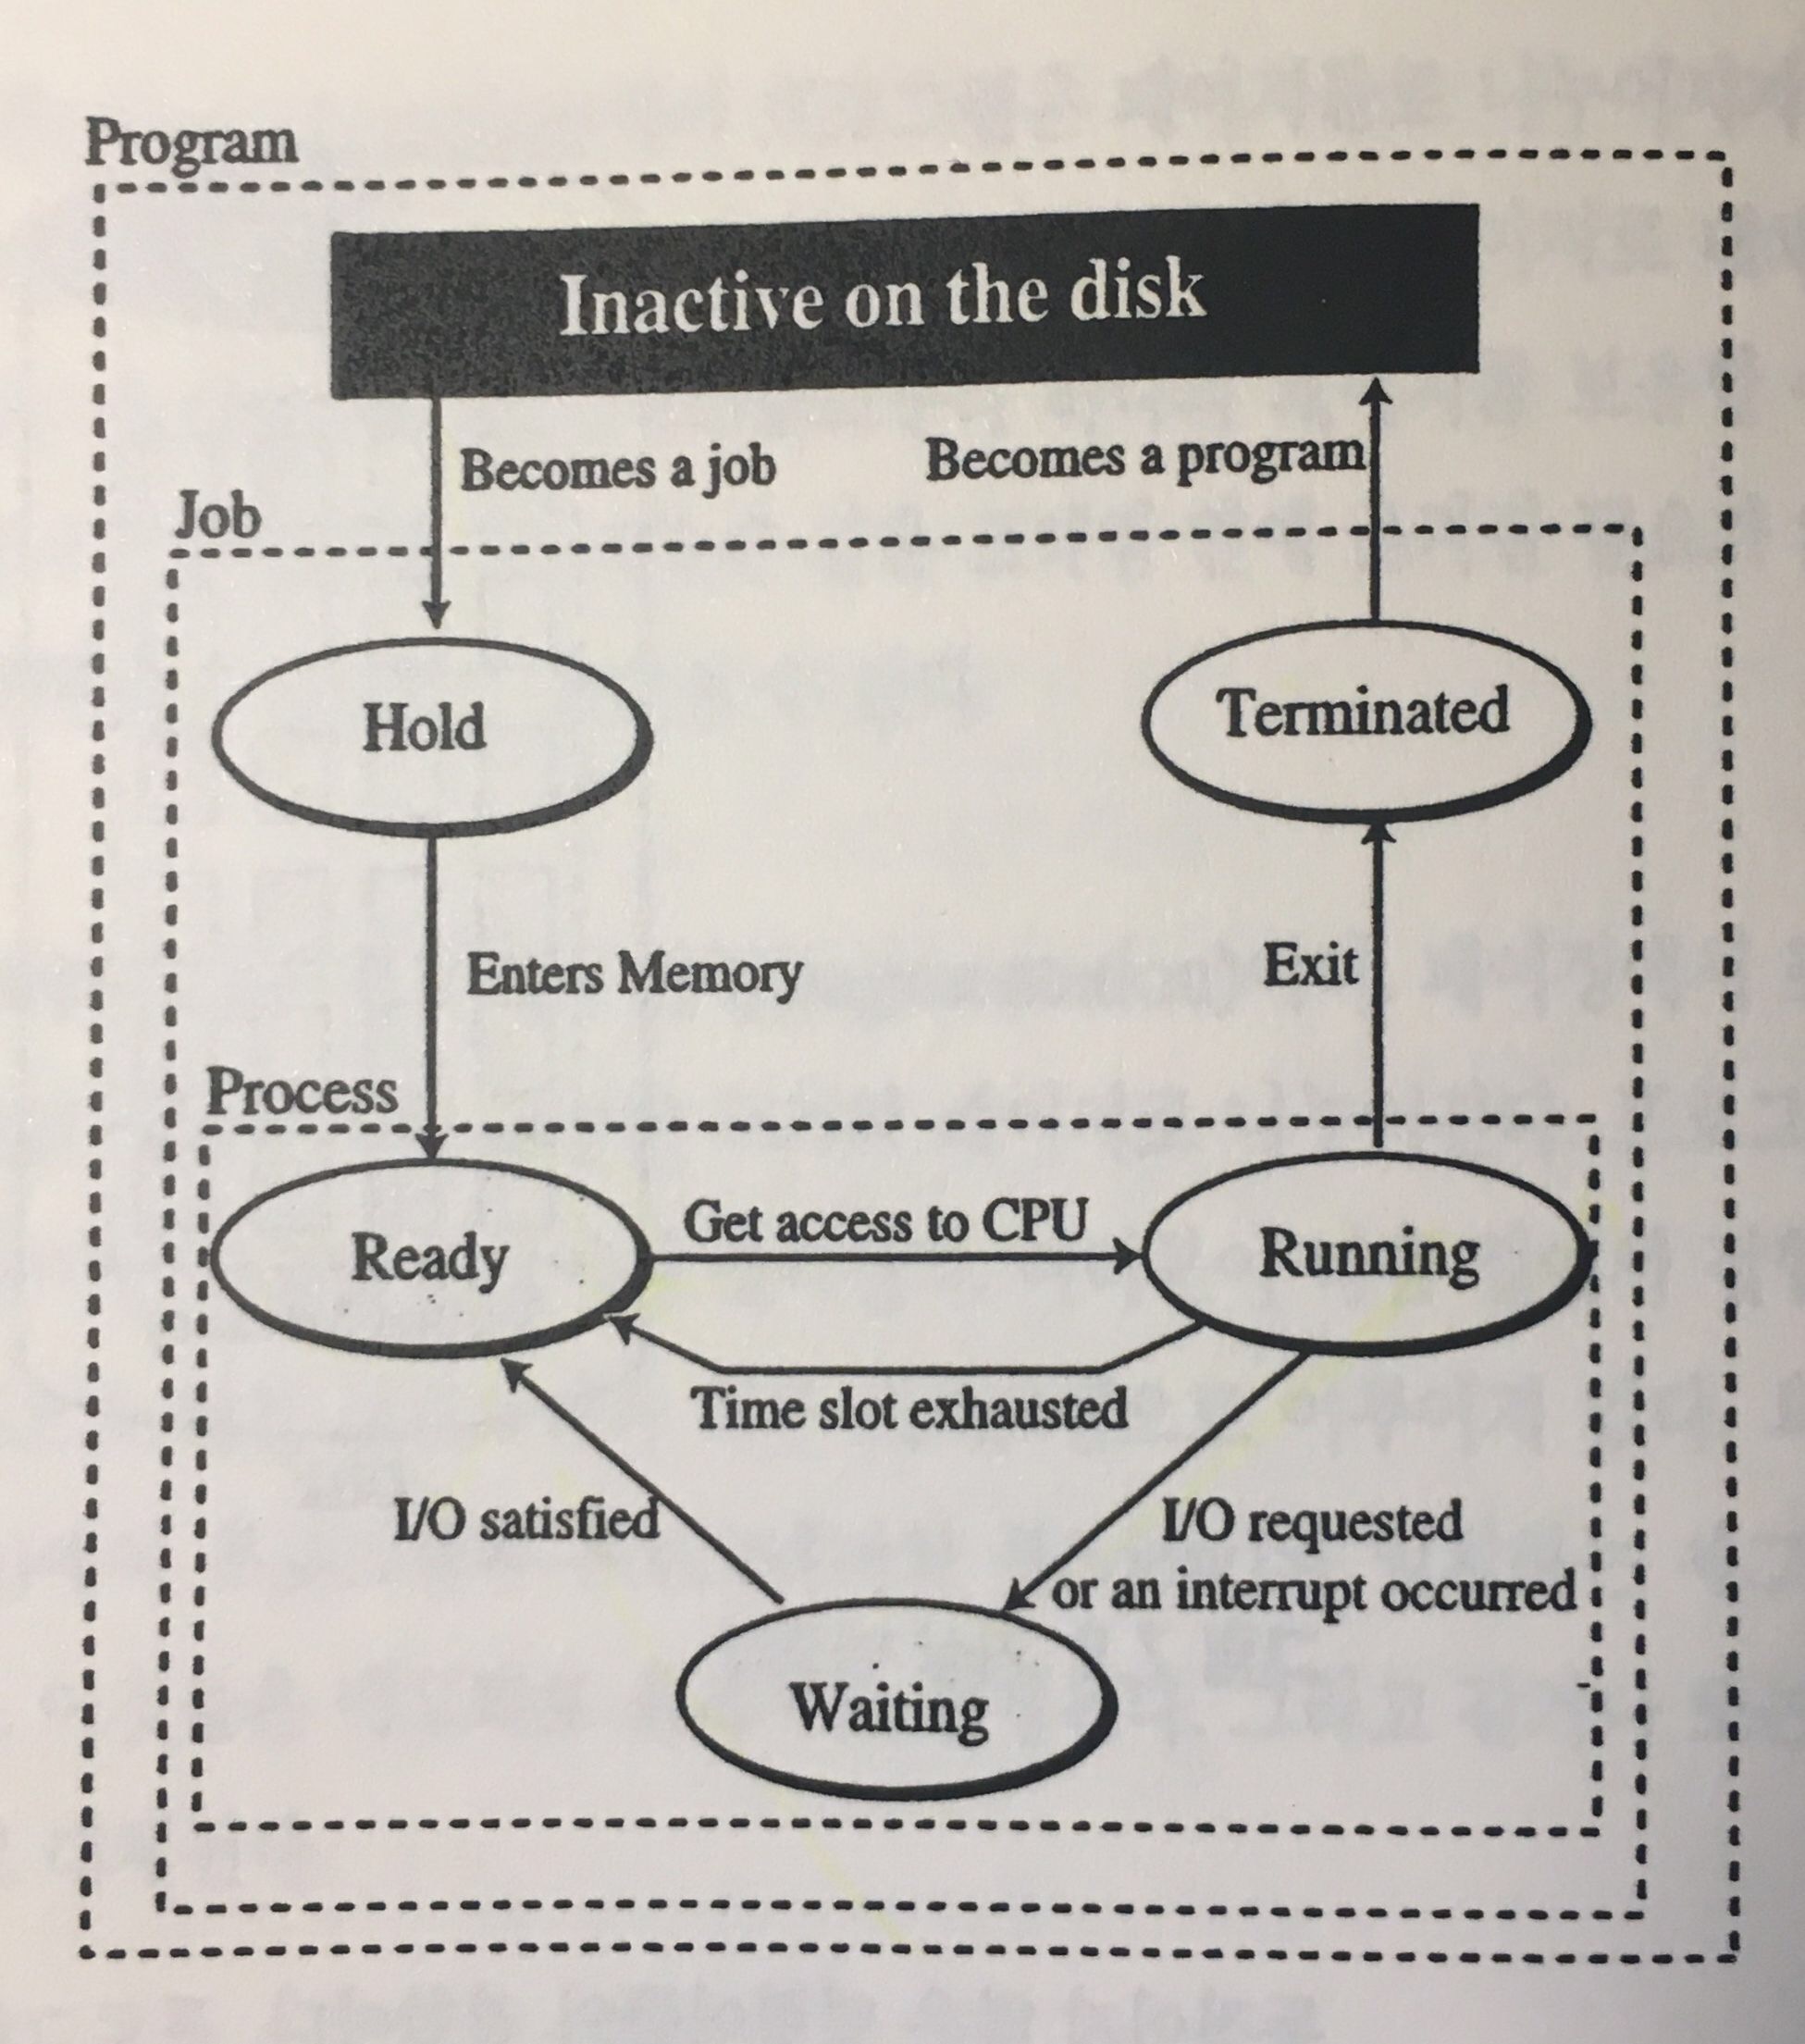 Program
Inactive on the disk
Becomes a job
Becomes a program
Job
Hold
Terminated
Enters Memory
Exit
Process
Ready
Get access to CPU
Running
Time slot exhausted
I/O satisfied
I/O requested
or an interrupt occurred
Waiting